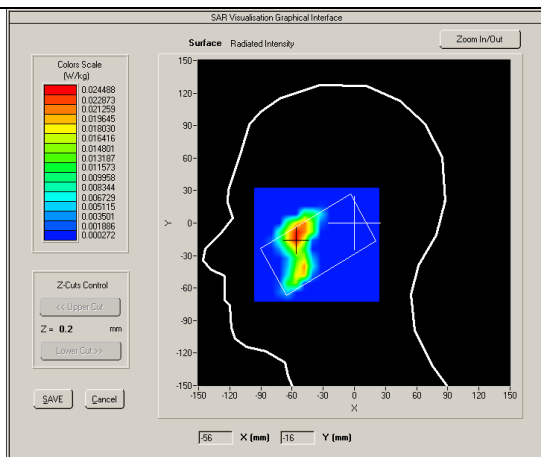 SAR Visualisation Graphical Interface
Surface Radiated Intensity
Zoom In/Out
Colors Scale
(W/kg)
0.024488
0.022873
0.021259
0.019645
0.018030
0.016416
0.014801
0.013187
0.011573
0.009958
0.008344
0.006729
0.005115
0.003501
0.001886
0.000272
Z-Cuts Control
<< Upper Cut
Z = 0.2 mm
Lower Cut >>
SAVE Cancel
150-
120-
90-
60-
30-
0-
-30-
-60-
-90-
-120-
-150-
Y
-150 -120 -90 -60 -30 0 30 60 90 120 150
X
-56 X (mm) -16 Y (mm)